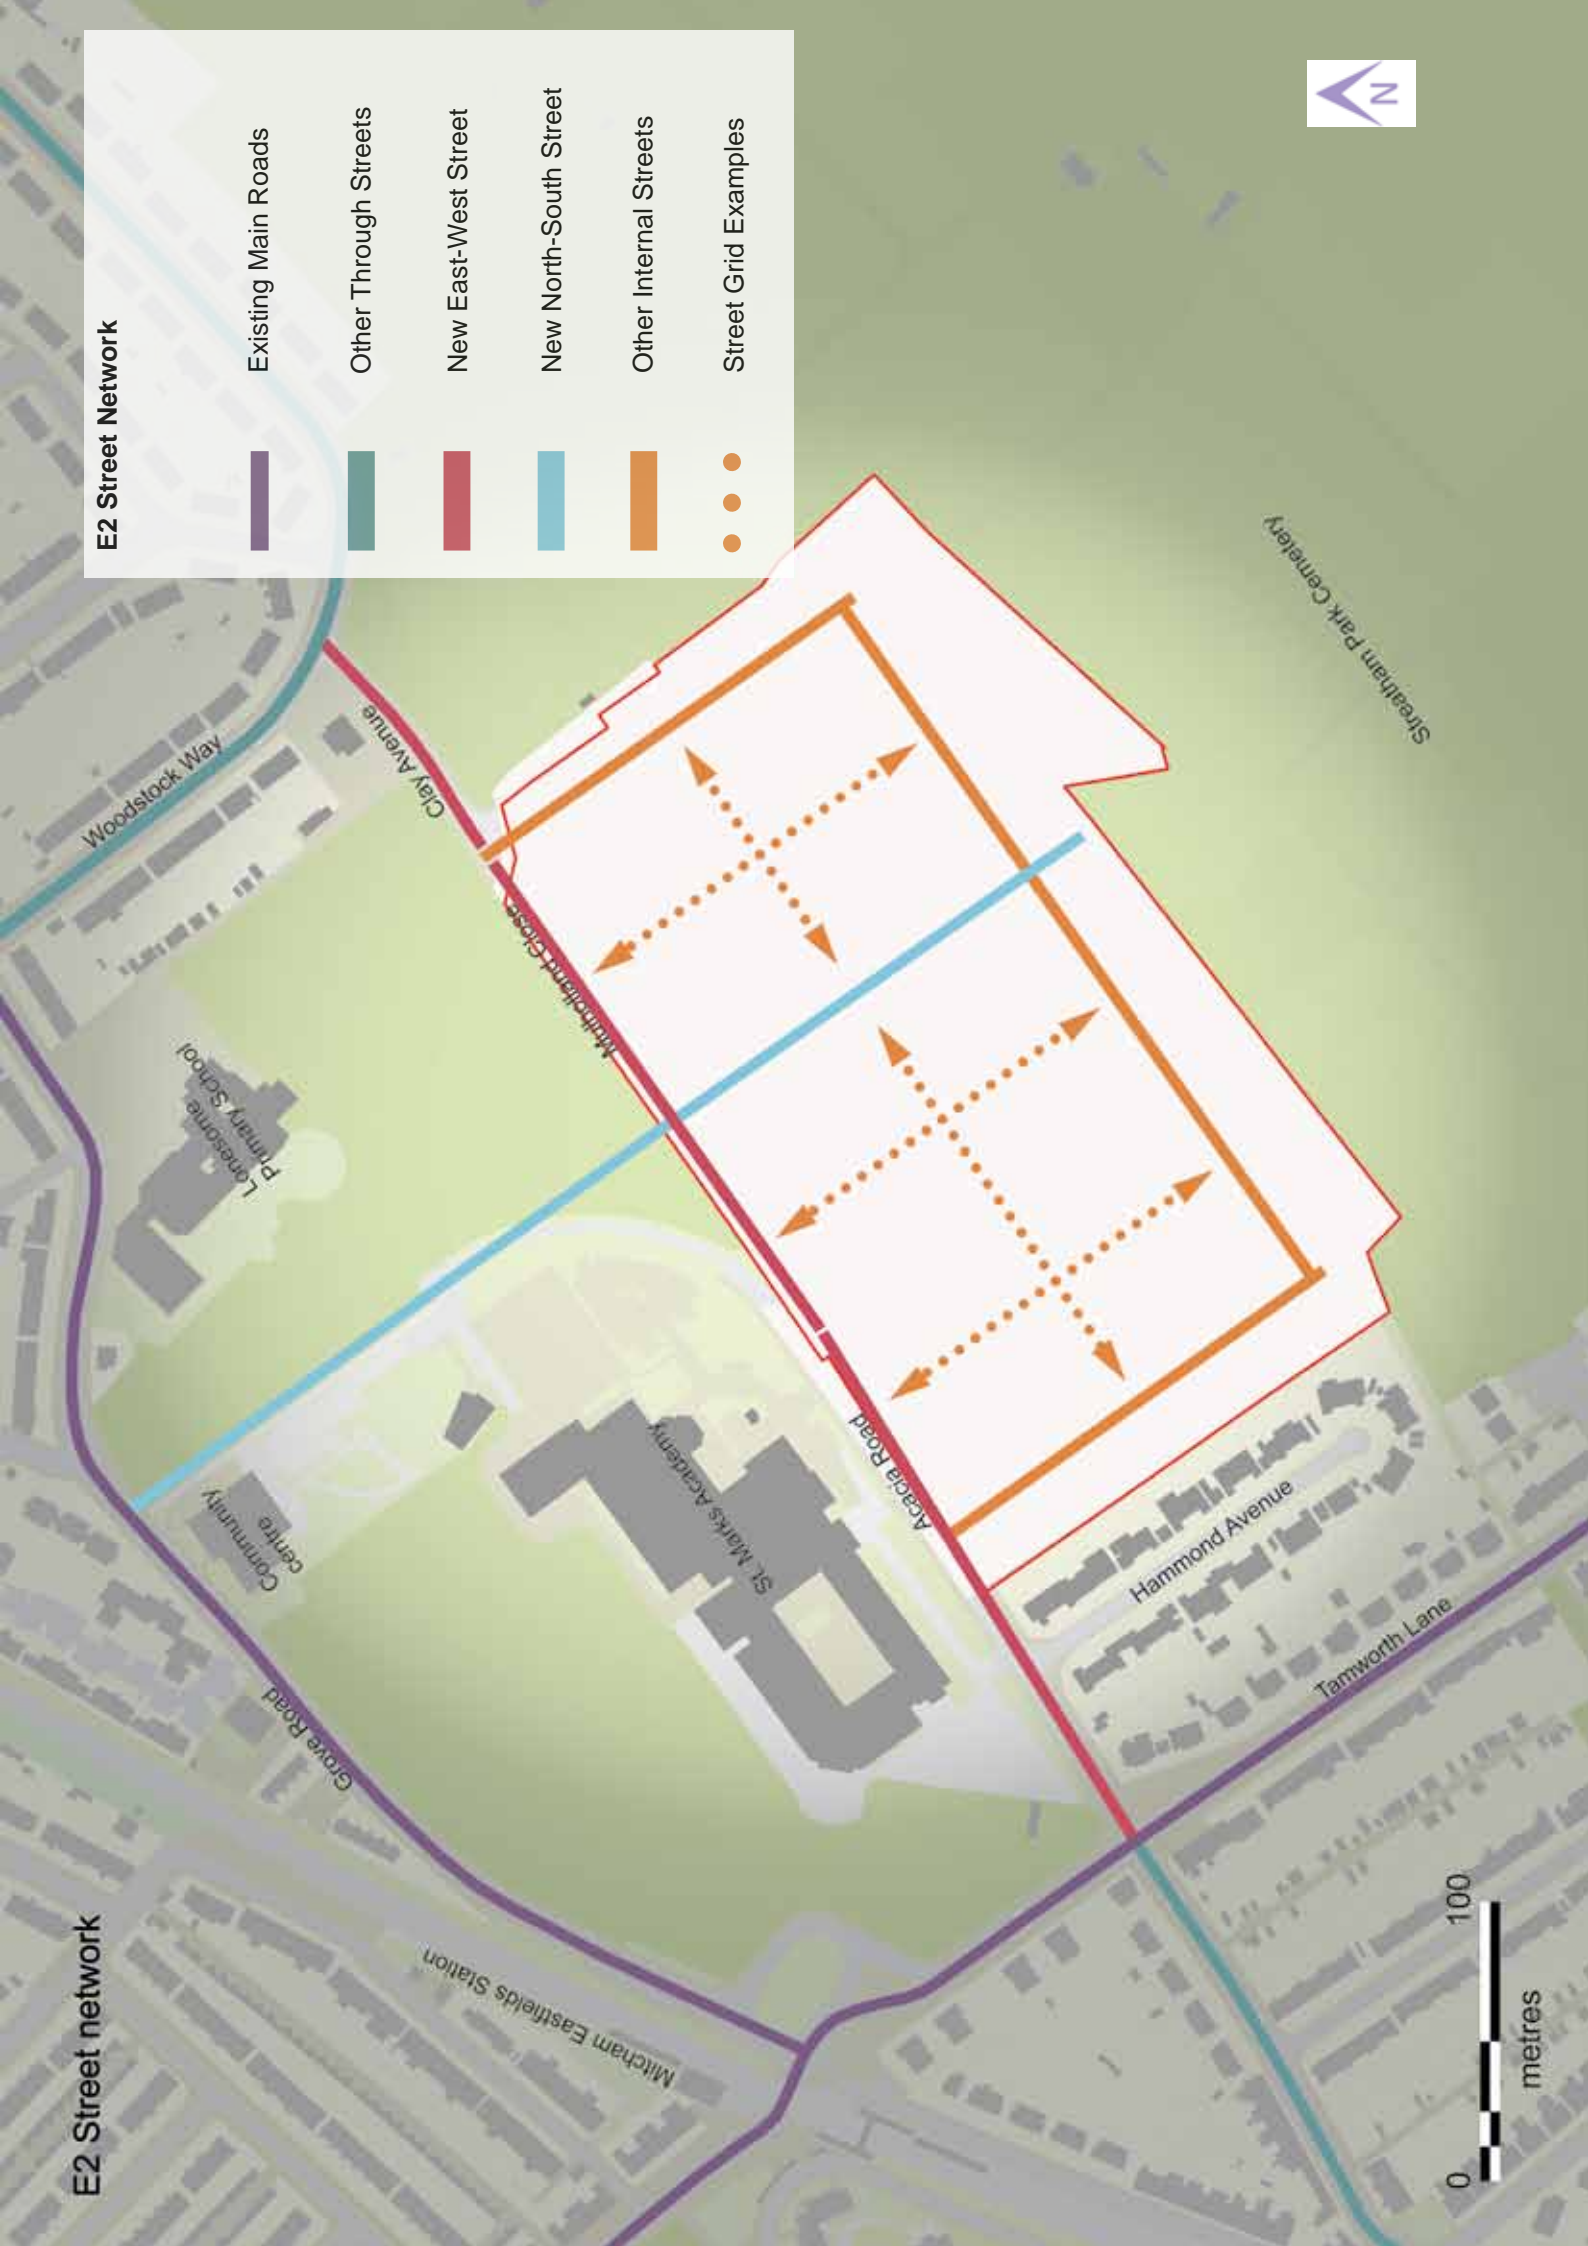 E2 Street network
E2 Street Network
Existing Main Roads
Other Through Streets
New East-West Street
New North-South Street
Other Internal Streets
Street Grid Examples
N
Woodstock Way
Clay Avenue
Mulholland Close
Lonesome
Primary School
Community
centre
Grove Road
St. Marks Academy
Acacia Road
Mitcham Eastfields Station
Hammond Avenue
Tamworth Lane
Streatham Park Cemetery
0
100
metres